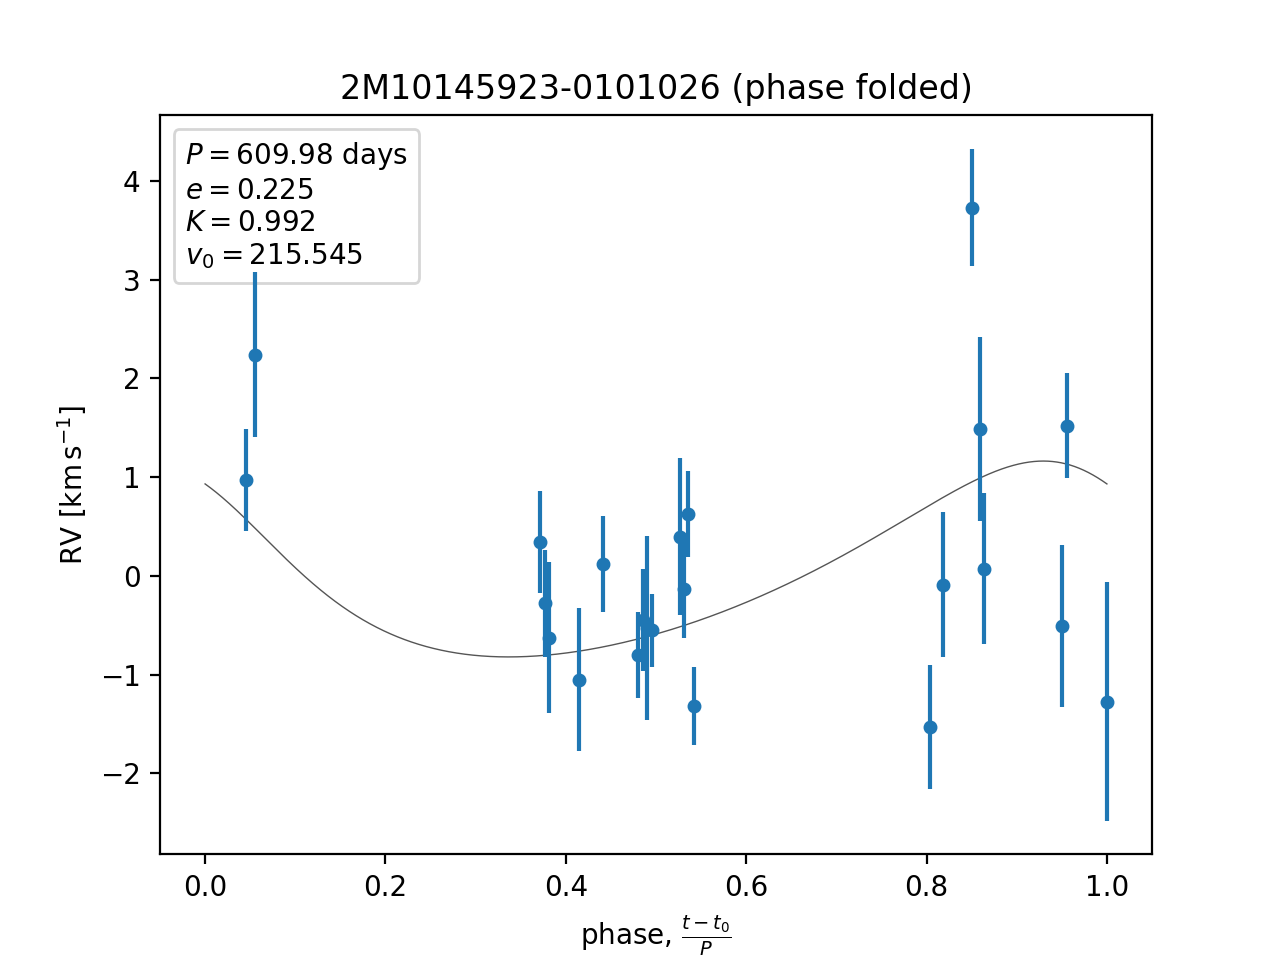 2M10145923-0101026 (phase folded)
P = 609.98 days
e = 0.225
K = 0.992
v₀ = 215.545
RV [km s⁻¹]
4
3
2
1
0
−1
−2
0.0 0.2 0.4 0.6 0.8 1.0
phase, (t − t₀)/P